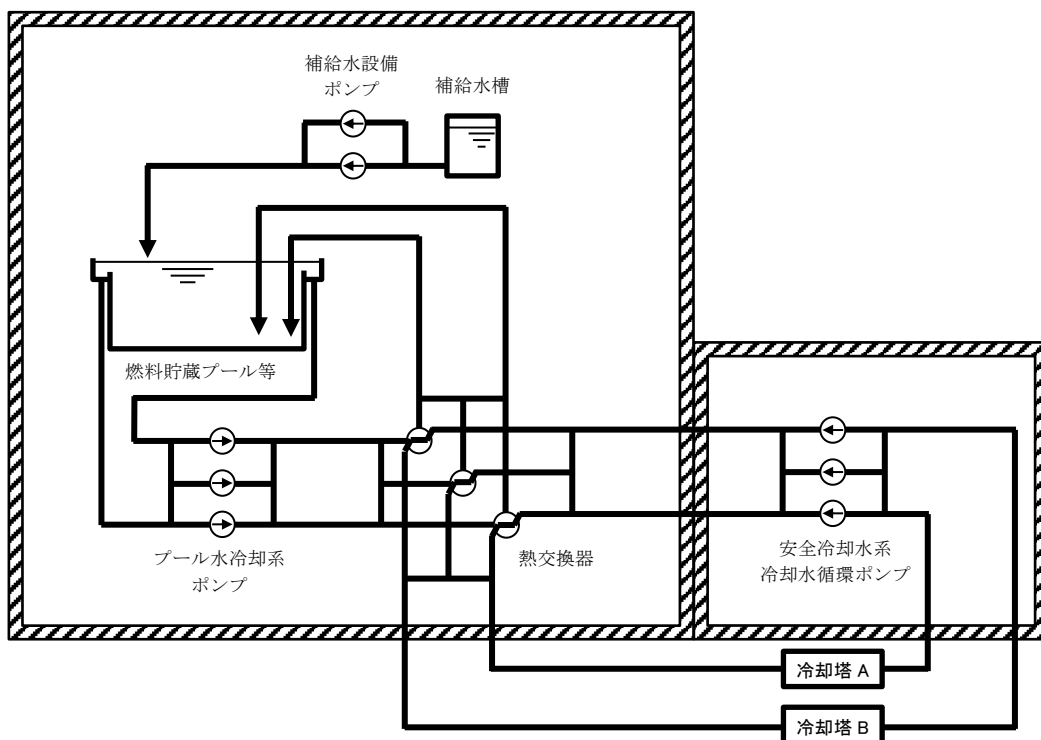 補給水設備
ポンプ
補給水槽
燃料貯蔵プール等
プール水冷却系
ポンプ
熱交換器
安全冷却水系
冷却水循環ポンプ
冷却塔 A
冷却塔 B